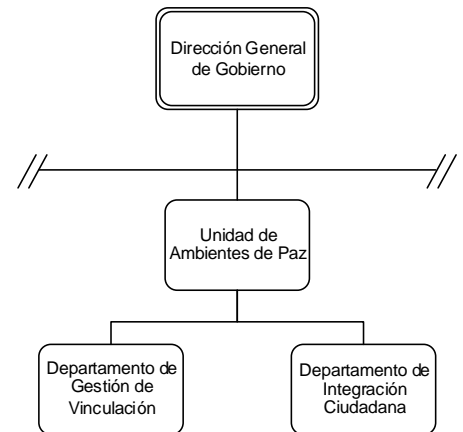 Dirección General
de Gobierno
Unidad de
Ambientes de Paz
Departamento de
Gestión de
Vinculación
Departamento de
Integración
Ciudadana